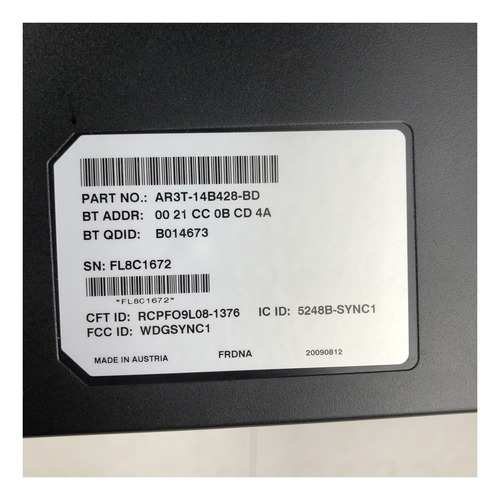 PART NO.: AR3T-14B428-BD
BT ADDR: 00 21 CC 0B CD 4A
BT QDID: B014673
SN: FL8C1672
*FL8C1672*
CFT ID: RCPFO9L08-1376 IC ID: 5248B-SYNC1
FCC ID: WDGSYNC1
MADE IN AUSTRIA FRDNA 20090812